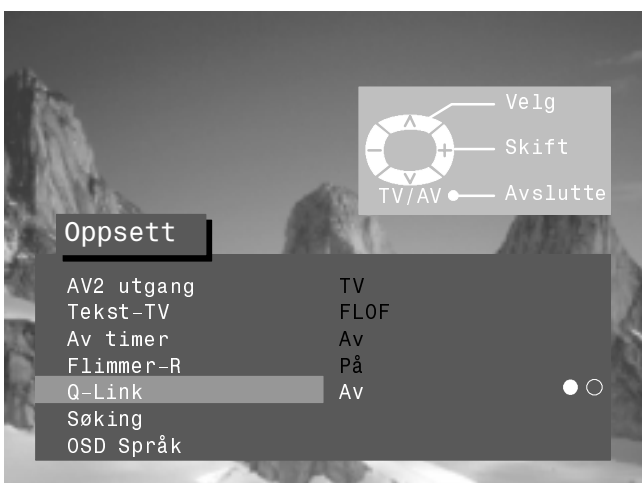 Velg
Skift
TV/AV Avslutte
Oppsett
AV2 utgang TV
Tekst-TV FLOF
Av timer Av
Flimmer-R På
Q-Link Av
Søking
OSD Språk